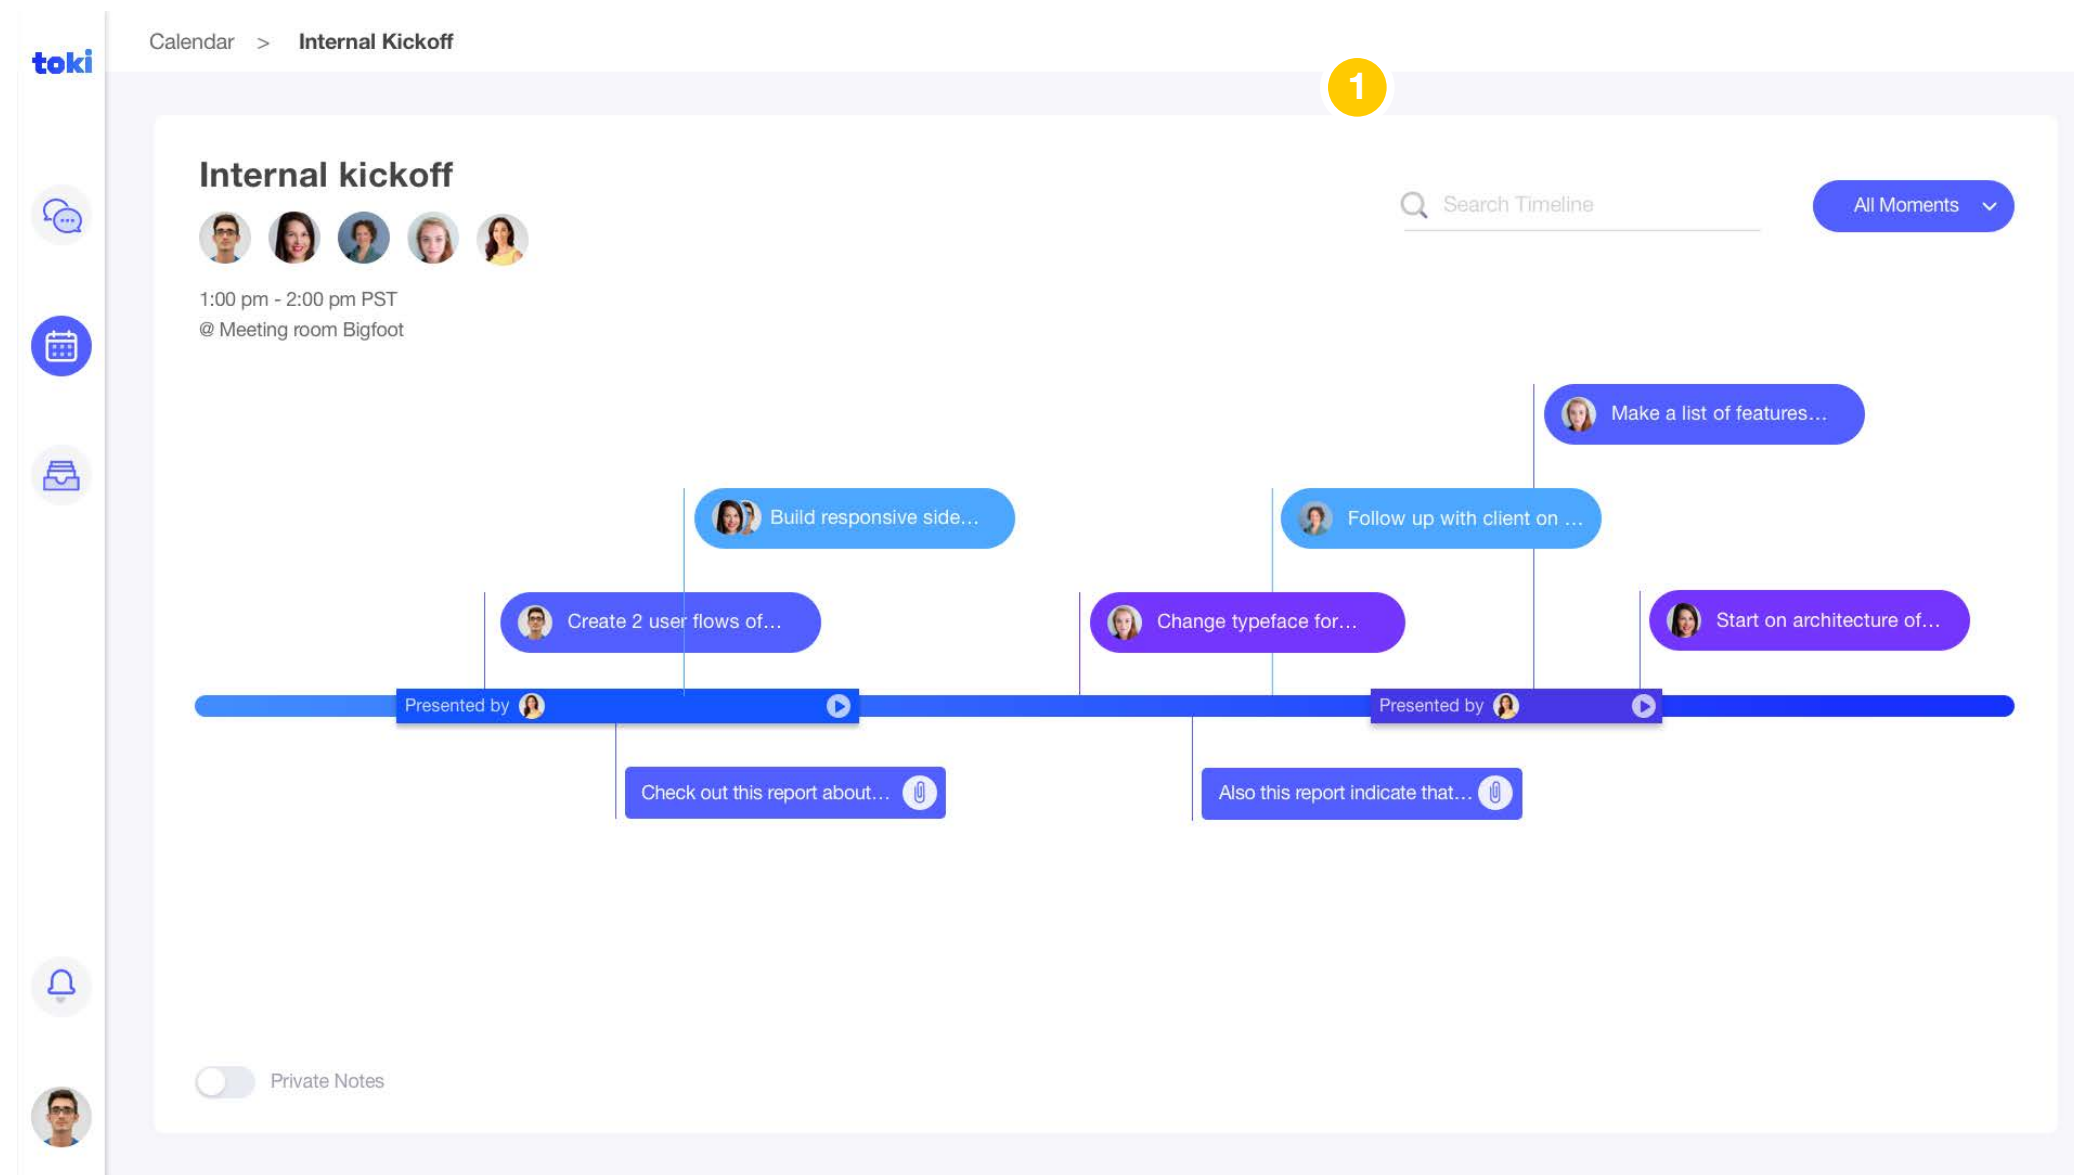 toki
Calendar > Internal Kickoff
1
Internal kickoff
Search Timeline
All Moments
1:00 pm - 2:00 pm PST
@ Meeting room Bigfoot
Make a list of features...
Build responsive side...
Follow up with client on ...
Create 2 user flows of...
Change typeface for...
Start on architecture of...
Presented by
Presented by
Check out this report about...
Also this report indicate that...
Private Notes